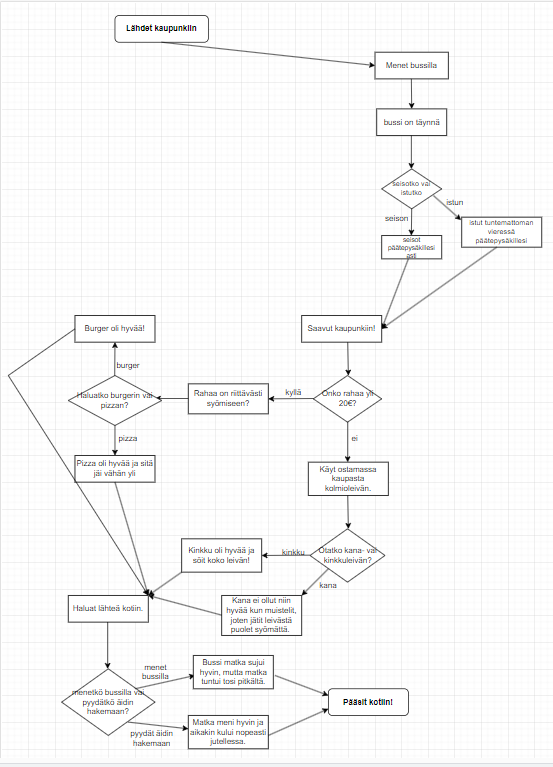 Lähdet kaupunkiin
Menet bussilla
bussi on täynnä
seisotko vai
istutko
istun
seison
istut tuntemattoman
vieressä
päätepysäkillesi
seisot
päätepysäkillesi
asti
Burger oli hyvää!
Saavut kaupunkiin!
burger
Haluatko burgerin vai
pizzan?
Rahaa on riittävästi
syömiseen?
kyllä
Onko rahaa yli
20€?
pizza
ei
Pizza oli hyvää ja sitä
jäi vähän yli
Käyt ostamassa
kaupasta
kolmioleivän.
Kinkku oli hyvää ja
söit koko leivän!
kinkku
Otatko kana- vai
kinkkuleivän?
kana
Haluat lähteä kotiin.
Kana ei ollut niin
hyvää kun muistelit,
joten jätit leivästä
puolet syömättä.
menet
bussilla
Bussi matka sujui
hyvin, mutta matka
tuntui tosi pitkältä.
menetkö bussilla vai
pyydätkö äidin
hakemaan?
Pääsit kotiin!
pyydät äidin
hakemaan
Matka meni hyvin ja
aikakin kului nopeasti
jutellessa.